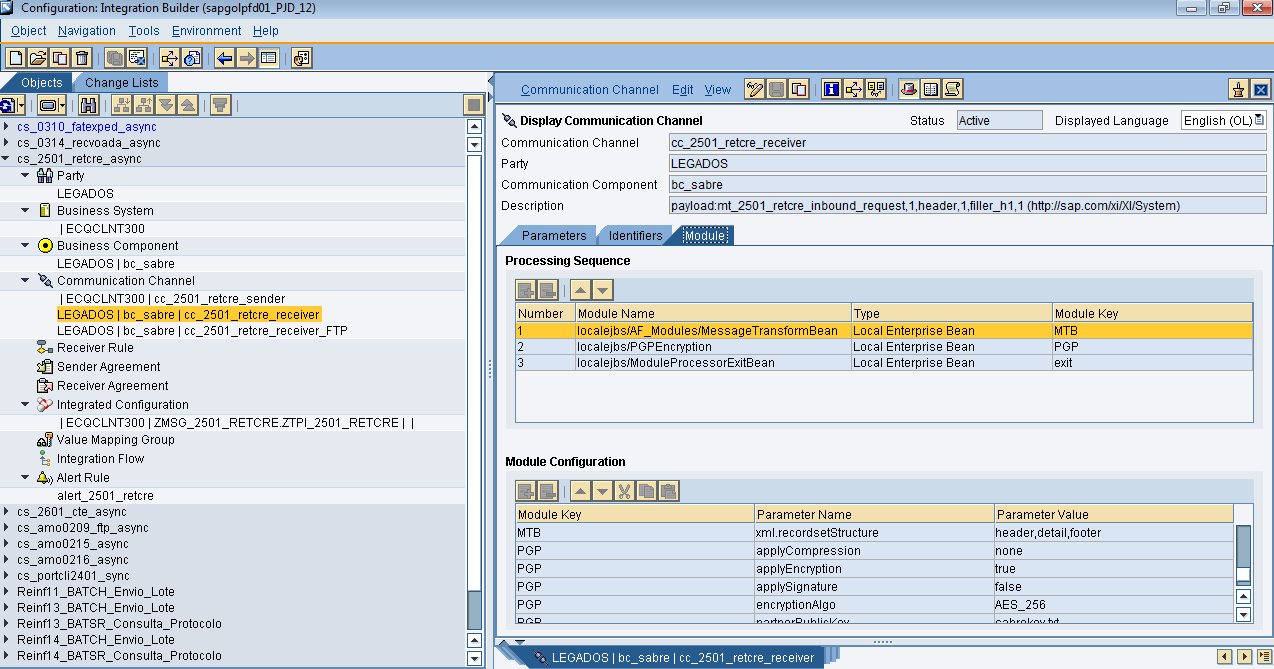 Configuration: Integration Builder (sapgolpfd01_PJD_12)
Object Navigation Tools Environment Help
Objects Change Lists
cs_0310_fatexped_async
cs_0314_recvoada_async
cs_2501_retcre_async
Party
LEGADOS
Business System
| ECQCLNT300
Business Component
LEGADOS | bc_sabre
Communication Channel
| ECQCLNT300 | cc_2501_retcre_sender
LEGADOS | bc_sabre | cc_2501_retcre_receiver
LEGADOS | bc_sabre | cc_2501_retcre_receiver_FTP
Receiver Rule
Sender Agreement
Receiver Agreement
Integrated Configuration
| ECQCLNT300 | ZMSG_2501_RETCRE.ZTPI_2501_RETCRE | |
Value Mapping Group
Integration Flow
Alert Rule
alert_2501_retcre
cs_2601_cte_async
cs_amo0209_ftp_async
cs_amo0215_async
cs_amo0216_async
cs_portcli2401_sync
Reinf11_BATCH_Envio_Lote
Reinf13_BATCH_Envio_Lote
Reinf13_BATSR_Consulta_Protocolo
Reinf14_BATCH_Envio_Lote
Reinf14_BATSR_Consulta_Protocolo
Communication Channel Edit View
Display Communication Channel Status Active Displayed Language English (OL)
Communication Channel cc_2501_retcre_receiver
Party LEGADOS
Communication Component bc_sabre
Description payload:mt_2501_retcre_inbound_request,1,header,1,filler_h1,1 (http://sap.com/xi/XI/System)
Parameters Identifiers Module
Processing Sequence
Number Module Name Type Module Key
1 localejbs/AF_Modules/MessageTransformBean Local Enterprise Bean MTB
2 localejbs/PGPEncryption Local Enterprise Bean PGP
3 localejbs/ModuleProcessorExitBean Local Enterprise Bean exit
Module Configuration
Module Key Parameter Name Parameter Value
MTB xml.recordsetStructure header,detail,footer
PGP applyCompression none
PGP applyEncryption true
PGP applySignature false
PGP encryptionAlgo AES_256
PGP partnerPublicKey sabrekey.txt
LEGADOS | bc_sabre | cc_2501_retcre_receiver